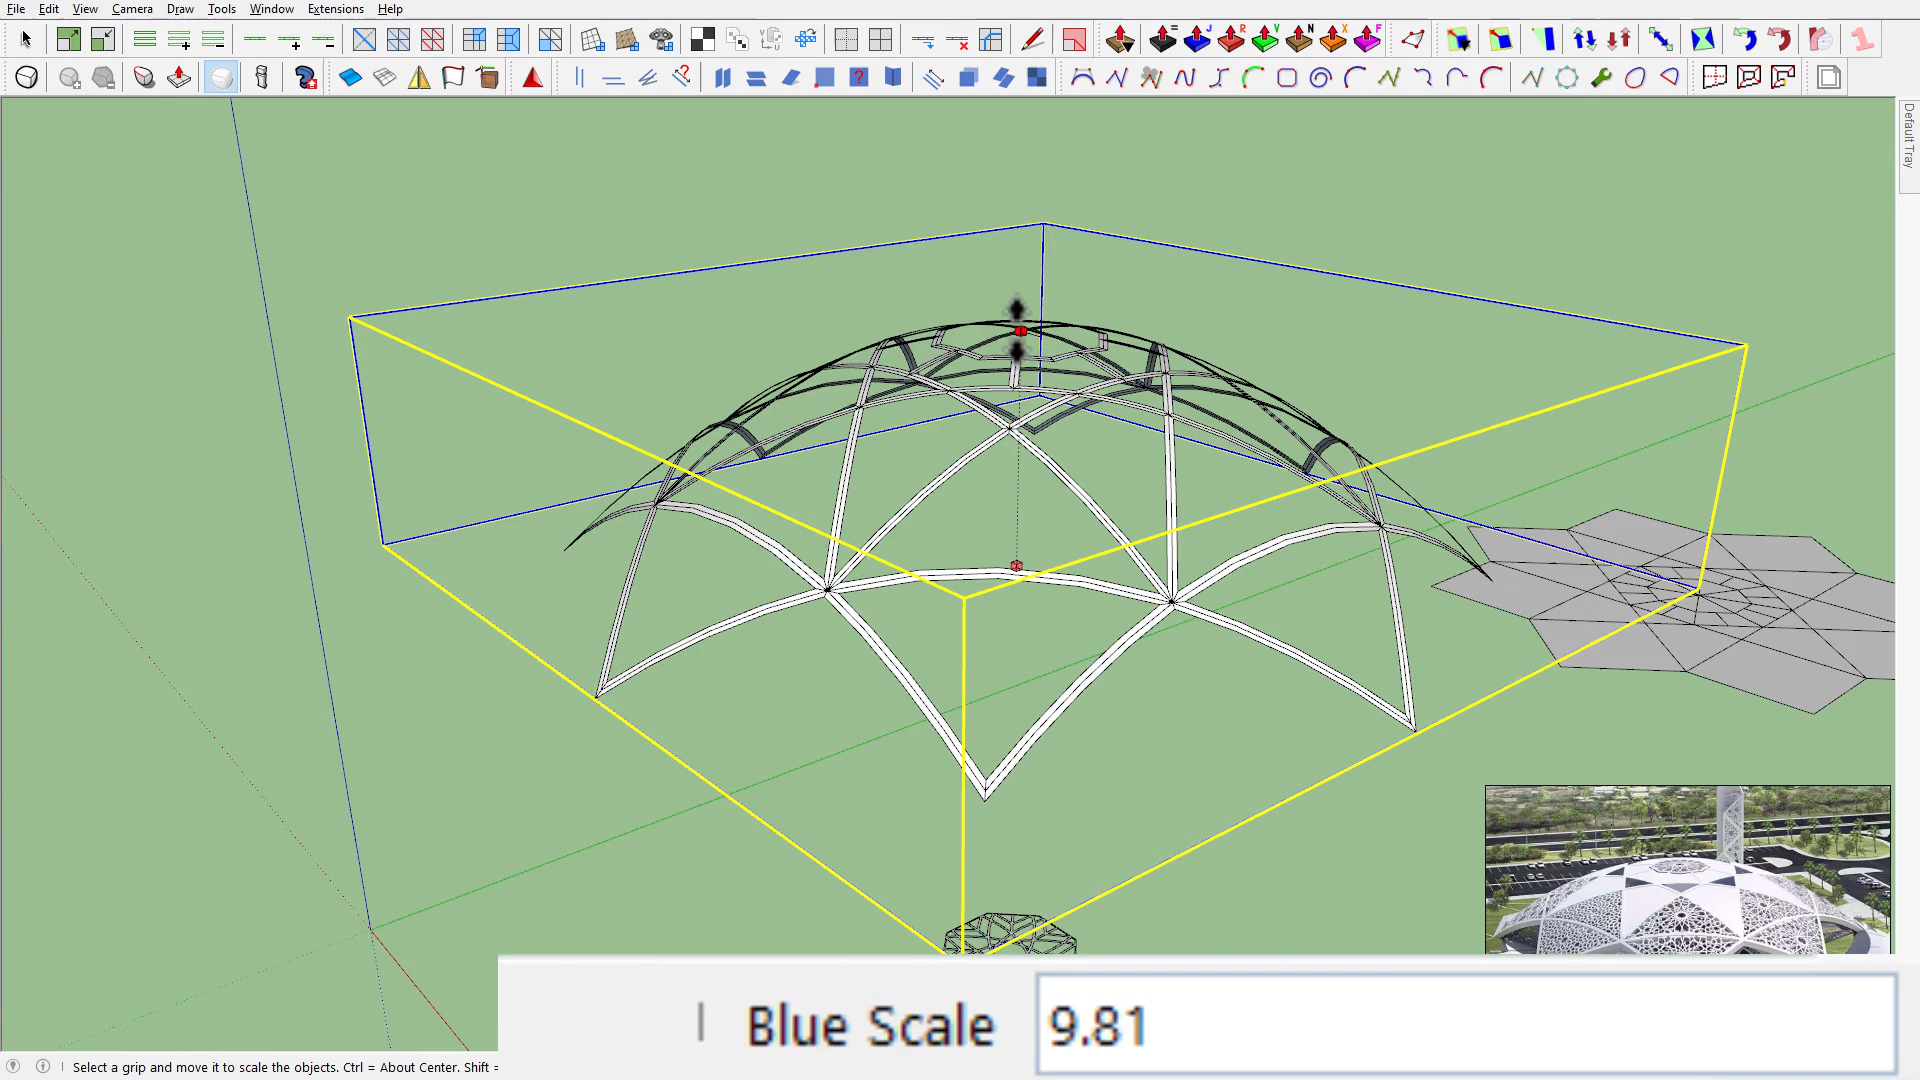 File Edit View Camera Draw Tools Window Extensions Help
= J R V N X F
Default Tray
Blue Scale 9.81
Select a grip and move it to scale the objects. Ctrl = About Center. Shift =